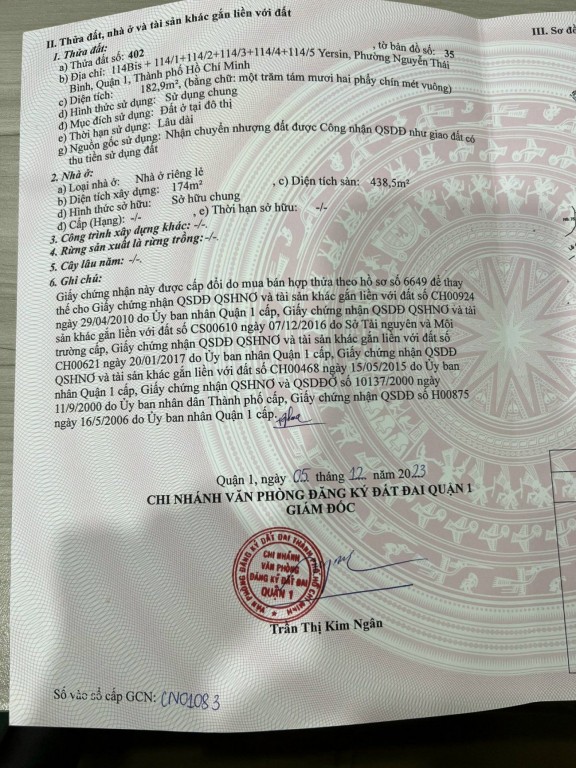 II. Thửa đất, nhà ở và tài sản khác gắn liền với đất
III. Sơ đồ
1. Thửa đất:
a) Thửa đất số: 402 , tờ bản đồ số: 35
b) Địa chỉ: 114Bis + 114/1+114/2+114/3+114/4+114/5 Yersin, Phường Nguyễn Thái
Bình, Quận 1, Thành phố Hồ Chí Minh
c) Diện tích: 182,9m², (bằng chữ: một trăm tám mươi hai phẩy chín mét vuông)
d) Hình thức sử dụng: Sử dụng chung
đ) Mục đích sử dụng: Đất ở tại đô thị
e) Thời hạn sử dụng: Lâu dài
g) Nguồn gốc sử dụng: Nhận chuyển nhượng đất được Công nhận QSDĐ như giao đất có
thu tiền sử dụng đất
2. Nhà ở:
a) Loại nhà ở: Nhà ở riêng lẻ
b) Diện tích xây dựng: 174m² , c) Diện tích sàn: 438,5m²
d) Hình thức sở hữu: Sở hữu chung
đ) Cấp (Hạng): -/- , e) Thời hạn sở hữu: -/-
3. Công trình xây dựng khác: -/-.
4. Rừng sản xuất là rừng trồng:-/-.
5. Cây lâu năm: -/-.
6. Ghi chú:
Giấy chứng nhận này được cấp đổi do mua bán hợp thửa theo hồ sơ số 6649 để thay
thế cho Giấy chứng nhận QSDĐ QSHNƠ và tài sản khác gắn liền với đất số CH00924
ngày 29/04/2010 do Ủy ban nhân Quận 1 cấp, Giấy chứng nhận QSDĐ QSHNƠ và tài
sản khác gắn liền với đất số CS00610 ngày 07/12/2016 do Sở Tài nguyên và Môi
trường cấp, Giấy chứng nhận QSDĐ QSHNƠ và tài sản khác gắn liền với đất số
CH00621 ngày 20/01/2017 do Ủy ban nhân Quận 1 cấp, Giấy chứng nhận QSDĐ
QSHNƠ và tài sản khác gắn liền với đất số CH00468 ngày 15/05/2015 do Ủy ban
nhân Quận 1 cấp, Giấy chứng nhận QSHNƠ và QSDĐƠ số 10137/2000 ngày
11/9/2000 do Ủy ban nhân dân Thành phố cấp, Giấy chứng nhận QSDĐ số H00875
ngày 16/5/2006 do Ủy ban nhân Quận 1 cấp.
Quận 1, ngày 05 tháng 12 năm 2023
CHI NHÁNH VĂN PHÒNG ĐĂNG KÝ ĐẤT ĐAI QUẬN 1
GIÁM ĐỐC
VĂN PHÒNG ĐĂNG KÝ ĐẤT ĐAI THÀNH PHỐ HỒ CHÍ MINH
CHI NHÁNH
VĂN PHÒNG
ĐĂNG KÝ ĐẤT ĐAI
QUẬN 1
Trần Thị Kim Ngân
Số vào sổ cấp GCN: CN01083